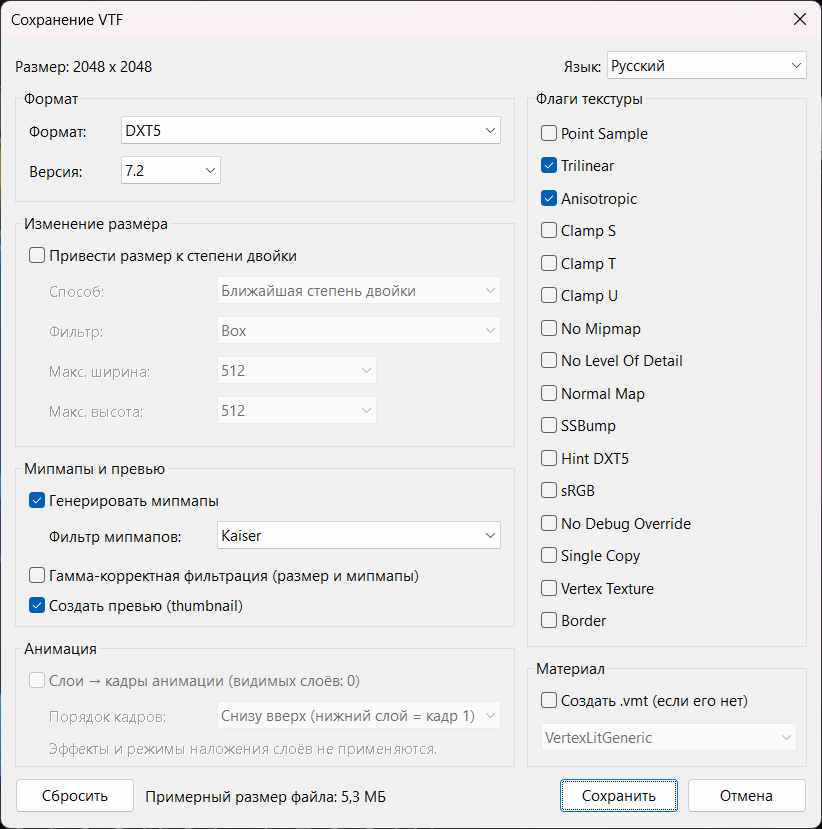 Сохранение VTF
Размер: 2048 x 2048
Язык: Русский
Формат
Формат: DXT5
Версия: 7.2
Изменение размера
Привести размер к степени двойки
Способ: Ближайшая степень двойки
Фильтр: Box
Макс. ширина: 512
Макс. высота: 512
Мипмапы и превью
Генерировать мипмапы
Фильтр мипмапов: Kaiser
Гамма-корректная фильтрация (размер и мипмапы)
Создать превью (thumbnail)
Анимация
Слои → кадры анимации (видимых слоёв: 0)
Порядок кадров: Снизу вверх (нижний слой = кадр 1)
Эффекты и режимы наложения слоёв не применяются.
Флаги текстуры
Point Sample
Trilinear
Anisotropic
Clamp S
Clamp T
Clamp U
No Mipmap
No Level Of Detail
Normal Map
SSBump
Hint DXT5
sRGB
No Debug Override
Single Copy
Vertex Texture
Border
Материал
Создать .vmt (если его нет)
VertexLitGeneric
Сбросить
Примерный размер файла: 5,3 МБ
Сохранить
Отмена